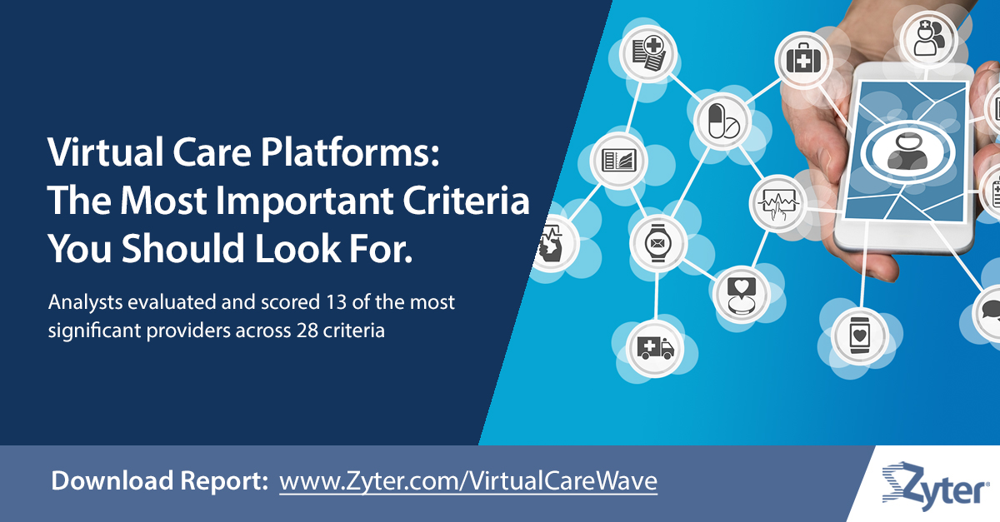 Virtual Care Platforms:
The Most Important Criteria
You Should Look For.
Analysts evaluated and scored 13 of the most
significant providers across 28 criteria
Download Report: www.Zyter.com/VirtualCareWave
Zyter®